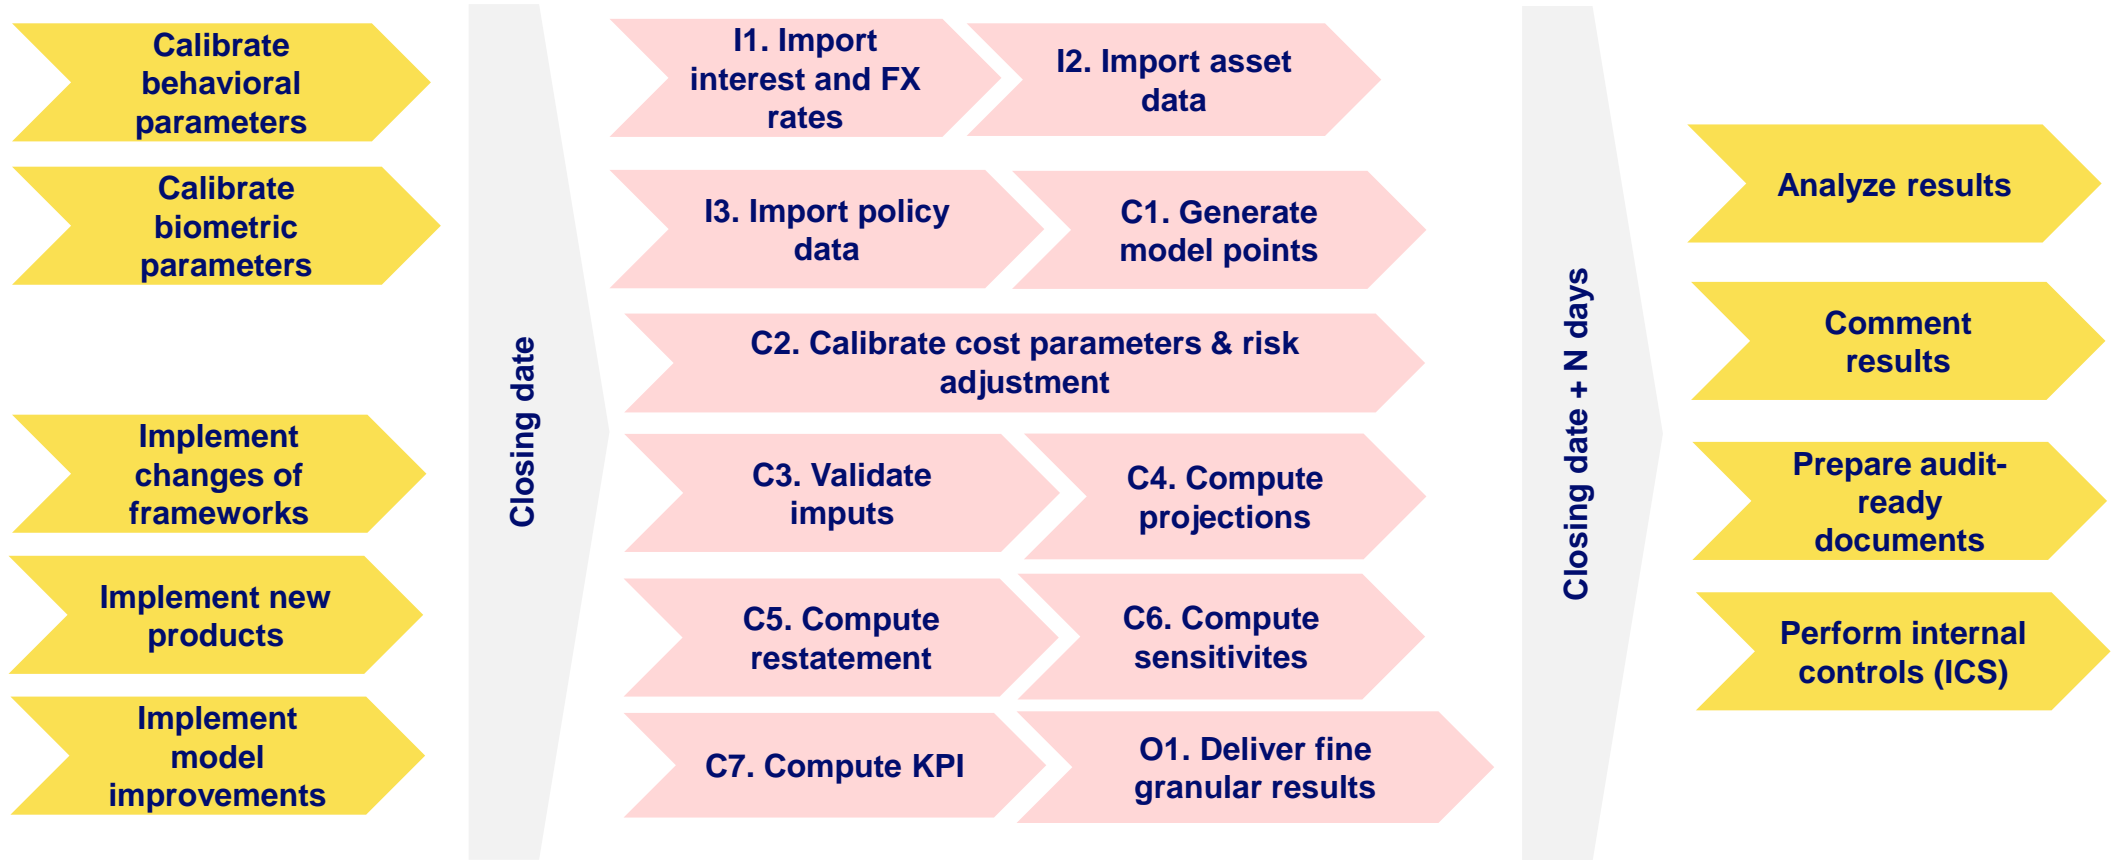 Calibrate
behavioral
parameters
Calibrate
biometric
parameters
Implement
changes of
frameworks
Implement new
products
Implement
model
improvements
Closing date
I1. Import
interest and FX
rates
I2. Import asset
data
I3. Import policy
data
C1. Generate
model points
C2. Calibrate cost parameters & risk
adjustment
C3. Validate
imputs
C4. Compute
projections
C5. Compute
restatement
C6. Compute
sensitivites
C7. Compute KPI
O1. Deliver fine
granular results
Closing date + N days
Analyze results
Comment
results
Prepare audit-
ready
documents
Perform internal
controls (ICS)